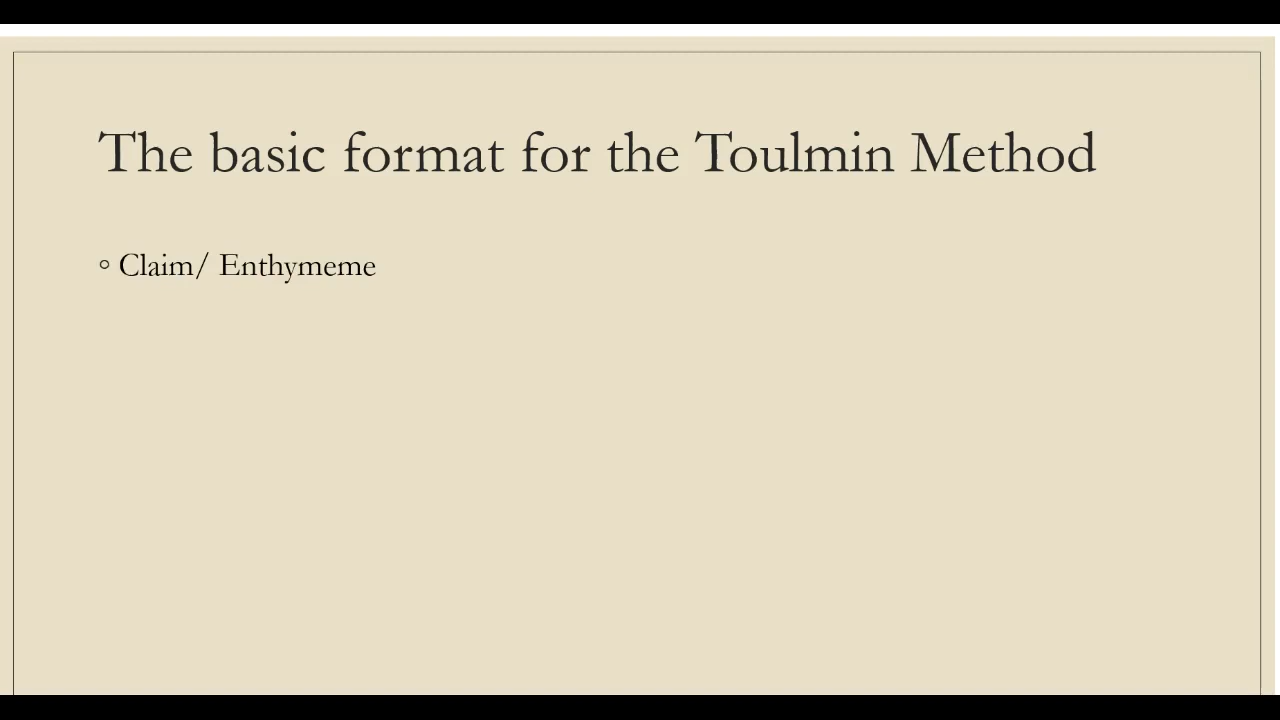 The basic format for the Toulmin Method
◦ Claim/ Enthymeme